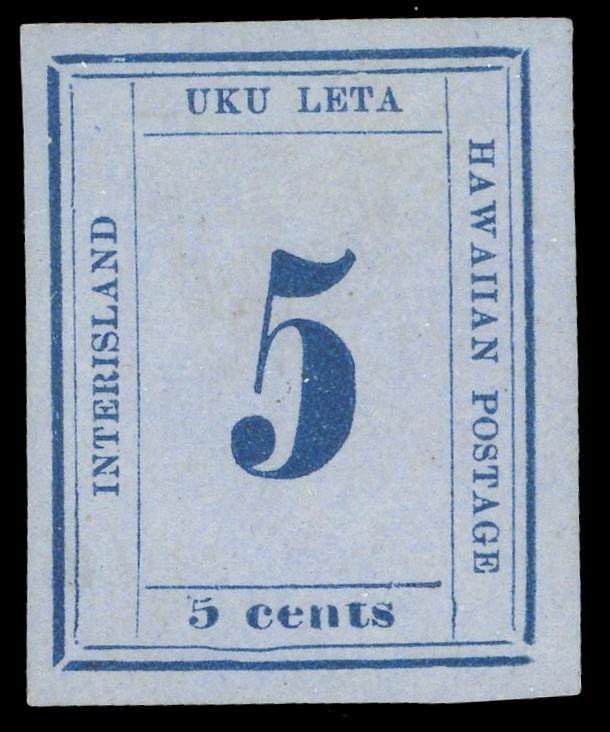 UKU LETA
INTERISLAND
HAWAIIAN POSTAGE
5
5 cents